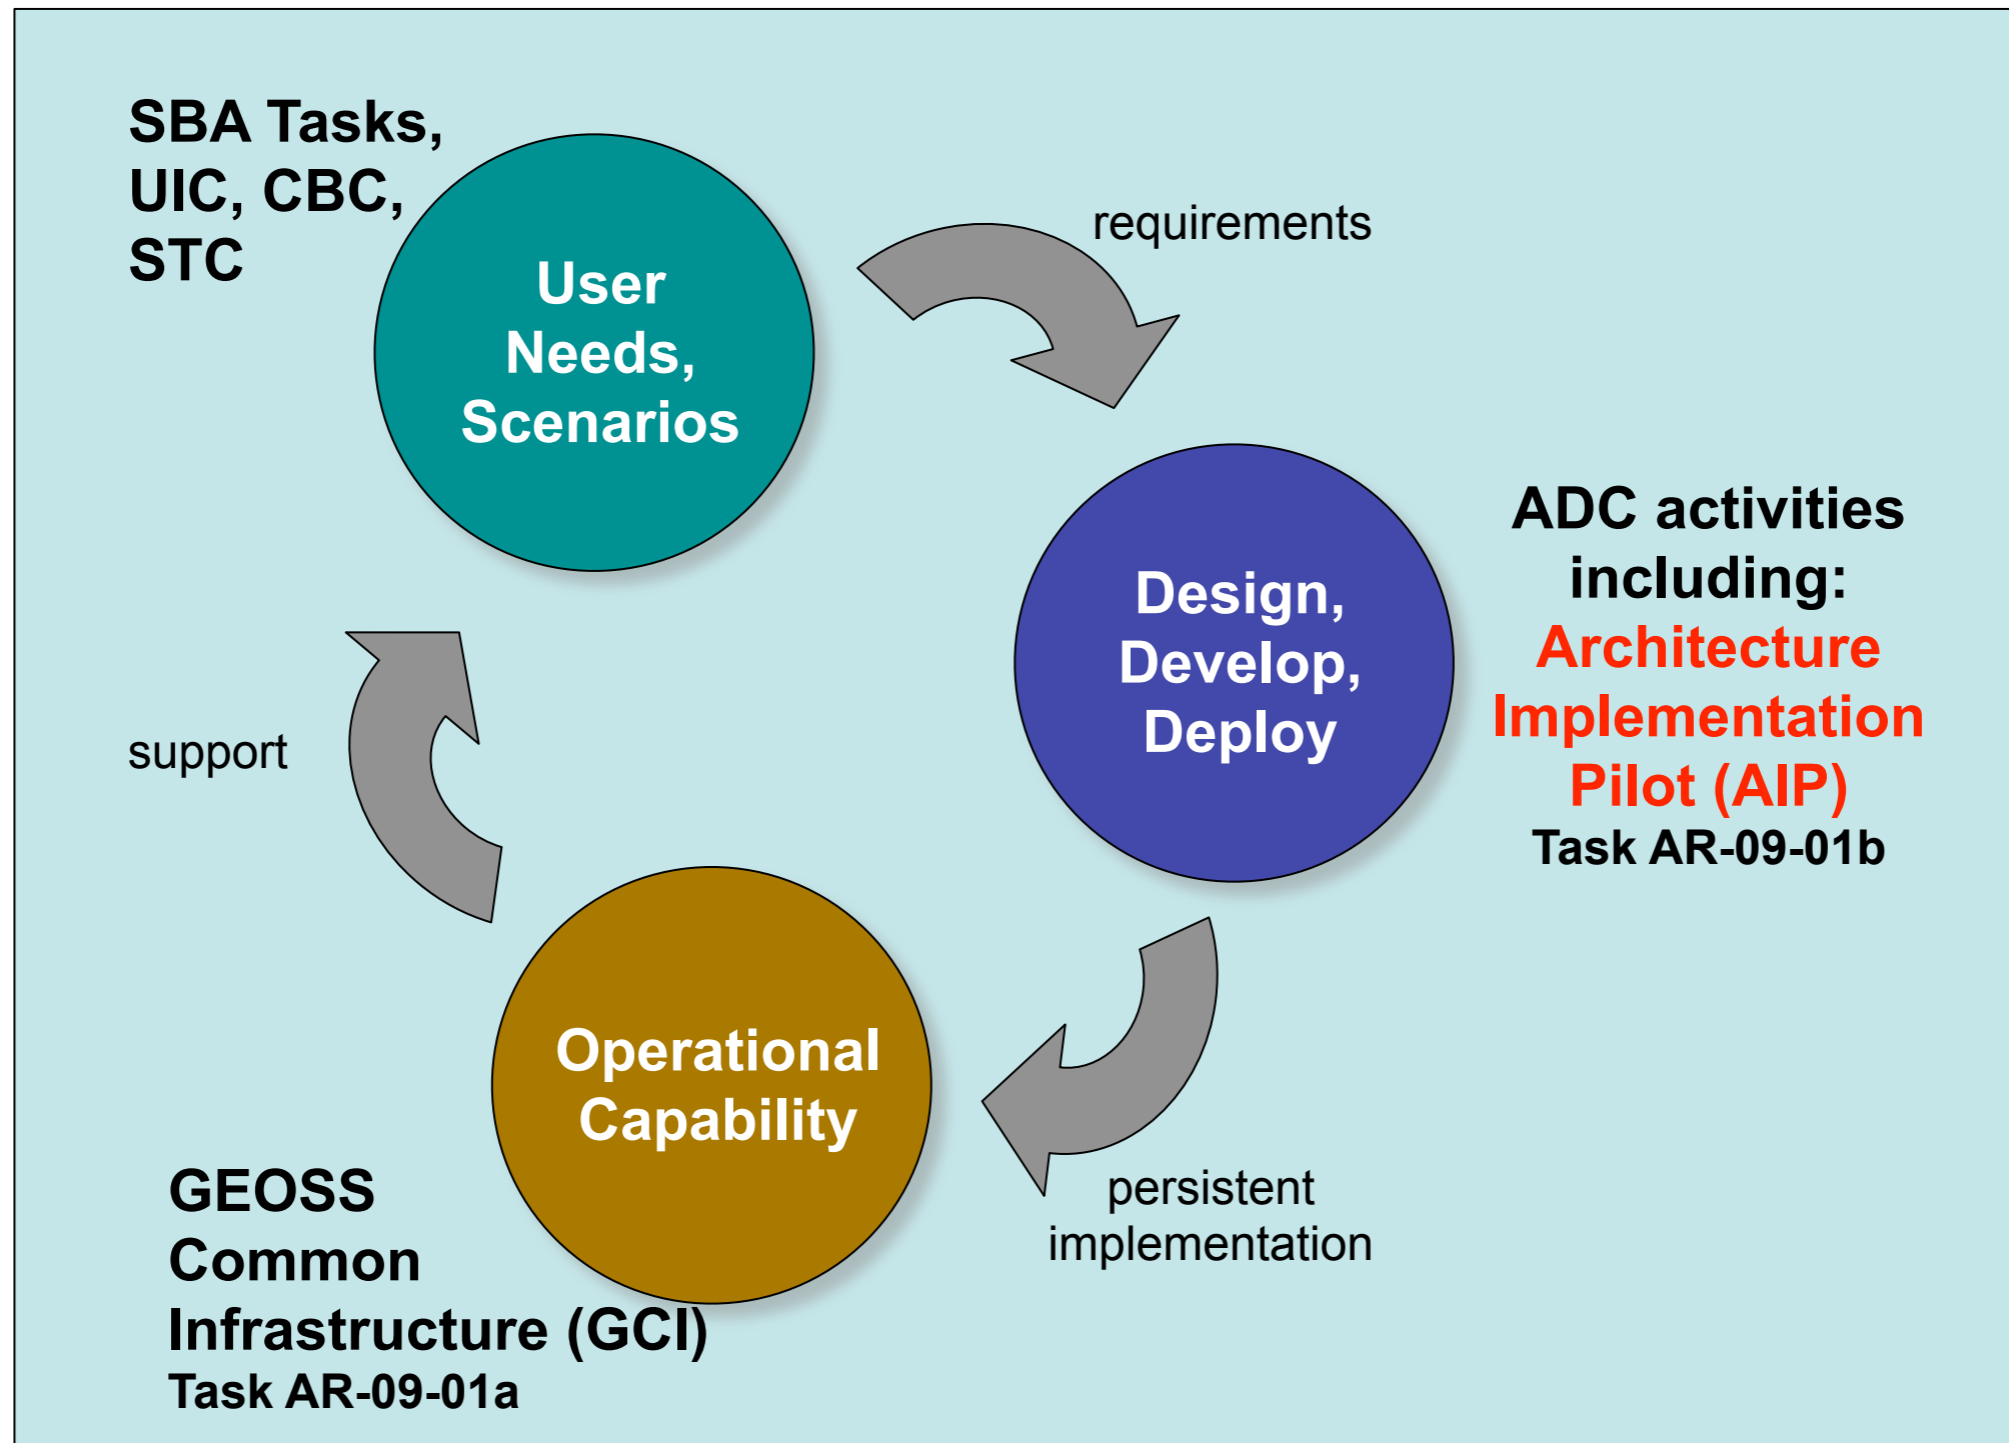 SBA Tasks,
UIC, CBC,
STC
User
Needs,
Scenarios
requirements
Design,
Develop,
Deploy
ADC activities
including:
Architecture
Implementation
Pilot (AIP)
Task AR-09-01b
support
Operational
Capability
persistent
implementation
GEOSS
Common
Infrastructure (GCI)
Task AR-09-01a